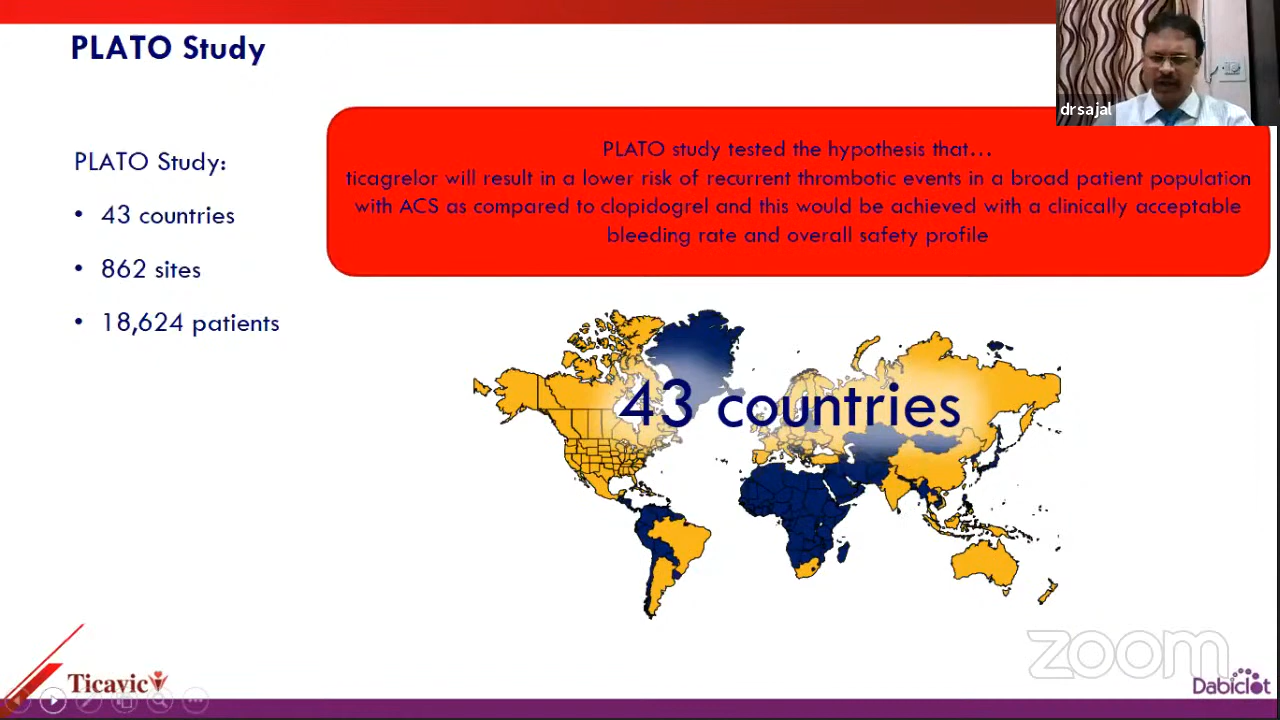 PLATO Study
drsajal
PLATO Study:
• 43 countries
• 862 sites
• 18,624 patients
PLATO study tested the hypothesis that…
ticagrelor will result in a lower risk of recurrent thrombotic events in a broad patient population
with ACS as compared to clopidogrel and this would be achieved with a clinically acceptable
bleeding rate and overall safety profile
43 countries
zoom
Ticavic
Dabiclot